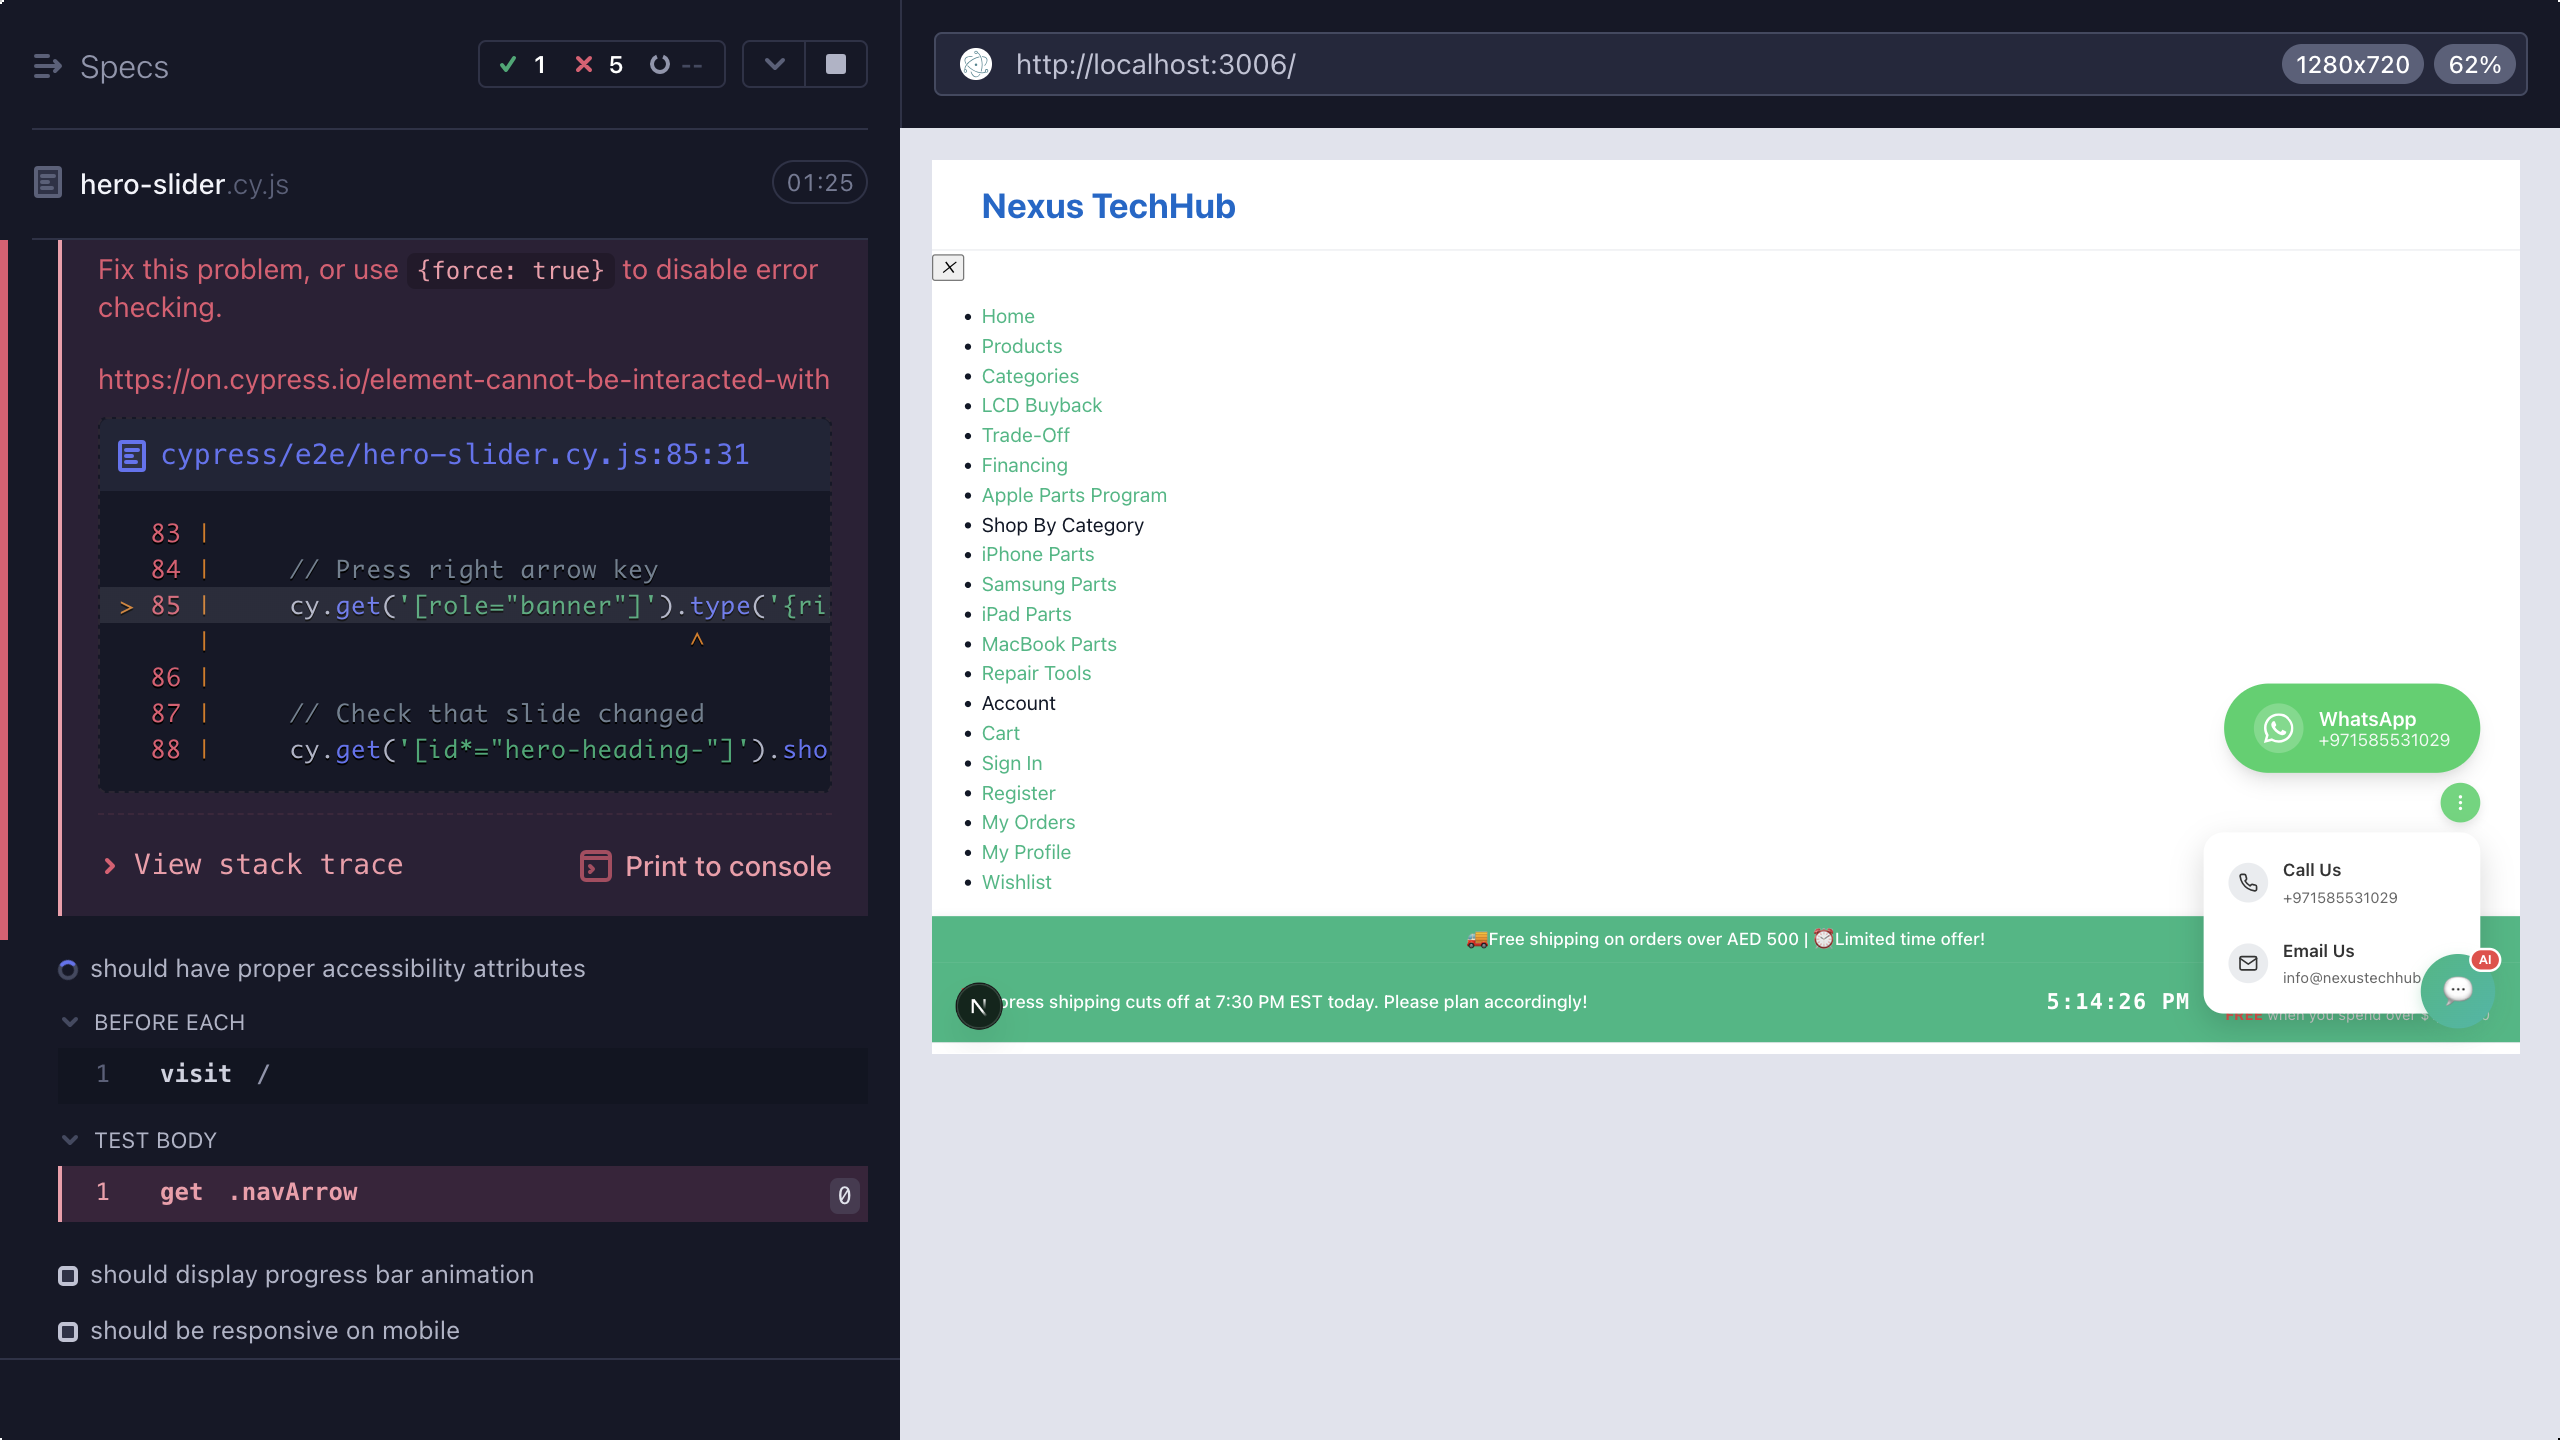 Specs
1 5 --
hero-slider.cy.js
01:25
Fix this problem, or use {force: true} to disable error
checking.
https://on.cypress.io/element-cannot-be-interacted-with
cypress/e2e/hero-slider.cy.js:85:31
83 |
84 | // Press right arrow key
> 85 | cy.get('[role="banner"]').type('{ri
| ^
86 |
87 | // Check that slide changed
88 | cy.get('[id*="hero-heading-"]').sho
View stack trace
Print to console
should have proper accessibility attributes
BEFORE EACH
1 visit /
TEST BODY
1 get .navArrow 0
should display progress bar animation
should be responsive on mobile
http://localhost:3006/
1280x720
62%
Nexus TechHub
Home
Products
Categories
LCD Buyback
Trade-Off
Financing
Apple Parts Program
Shop By Category
iPhone Parts
Samsung Parts
iPad Parts
MacBook Parts
Repair Tools
Account
Cart
Sign In
Register
My Orders
My Profile
Wishlist
WhatsApp
+971585531029
Call Us
+971585531029
Email Us
info@nexustechhub
AI
🚚Free shipping on orders over AED 500 | ⏰Limited time offer!
N
press shipping cuts off at 7:30 PM EST today. Please plan accordingly!
5:14:26 PM
FREE when you spend over $